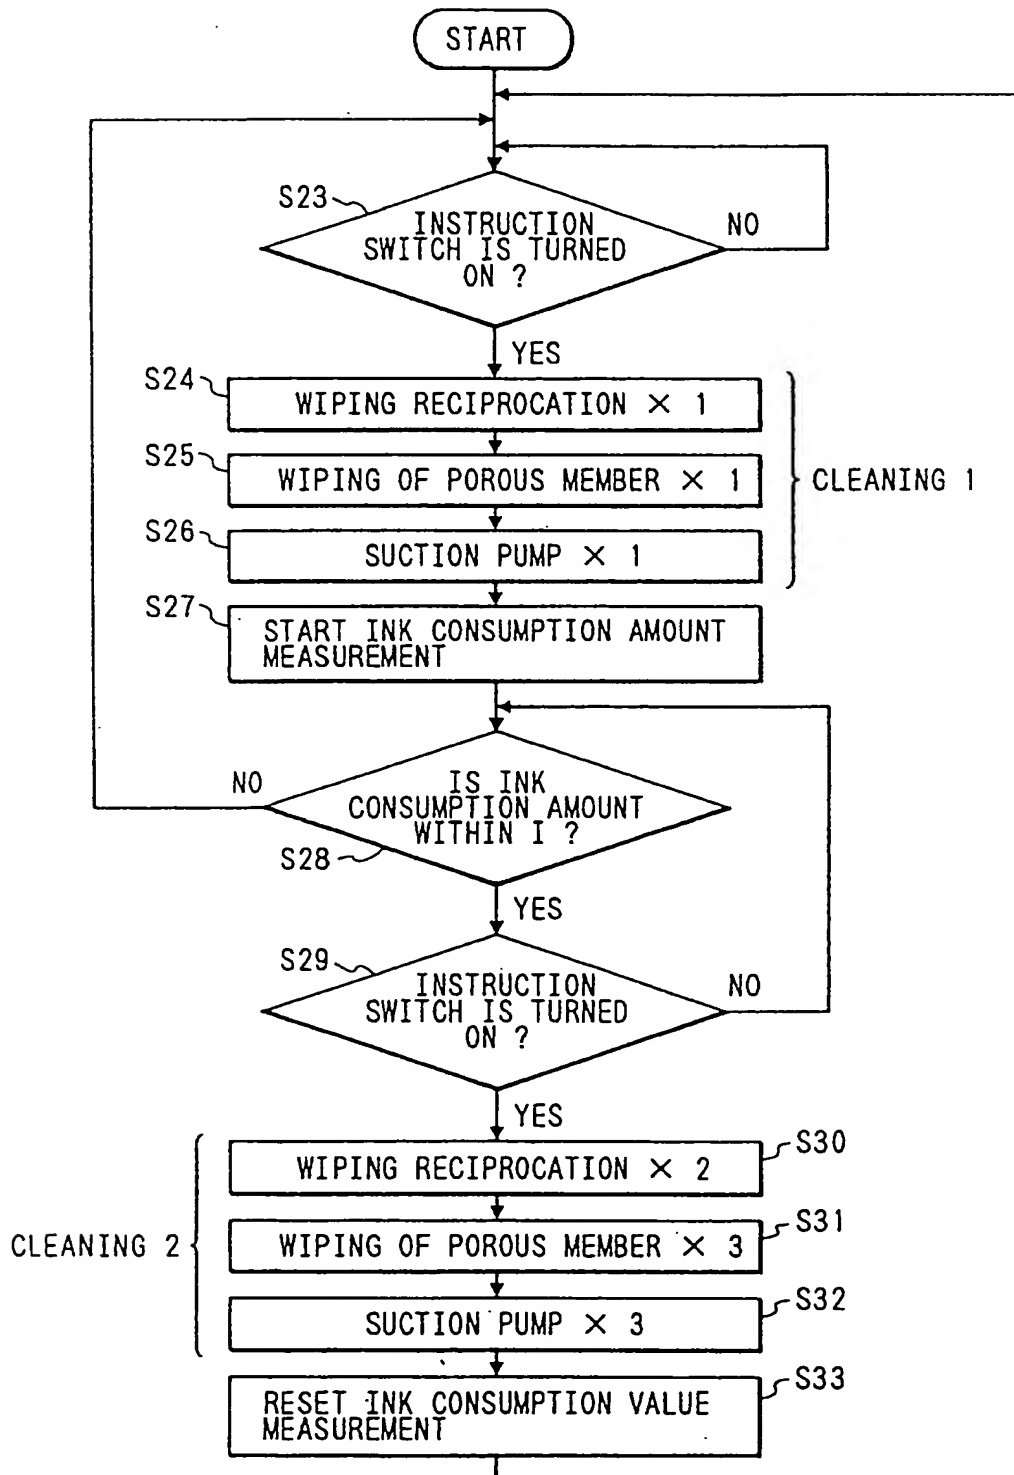 START
S23
INSTRUCTION
SWITCH IS TURNED
ON ?
NO
YES
S24
WIPING RECIPROCATION × 1
S25
WIPING OF POROUS MEMBER × 1
CLEANING 1
S26
SUCTION PUMP × 1
S27
START INK CONSUMPTION AMOUNT
MEASUREMENT
NO
IS INK
CONSUMPTION AMOUNT
WITHIN I ?
S28
YES
S29
INSTRUCTION
SWITCH IS TURNED
ON ?
NO
YES
S30
WIPING RECIPROCATION × 2
S31
WIPING OF POROUS MEMBER × 3
CLEANING 2
S32
SUCTION PUMP × 3
S33
RESET INK CONSUMPTION VALUE
MEASUREMENT